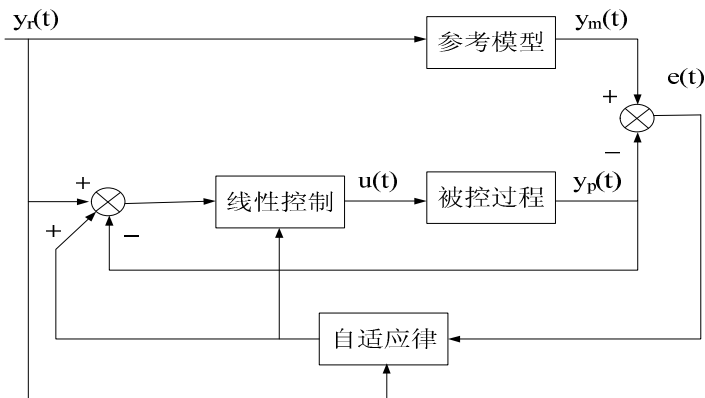 yr(t)
参考模型
ym(t)
e(t)
+
−
+
线性控制
u(t)
被控过程
yp(t)
+
−
自适应律